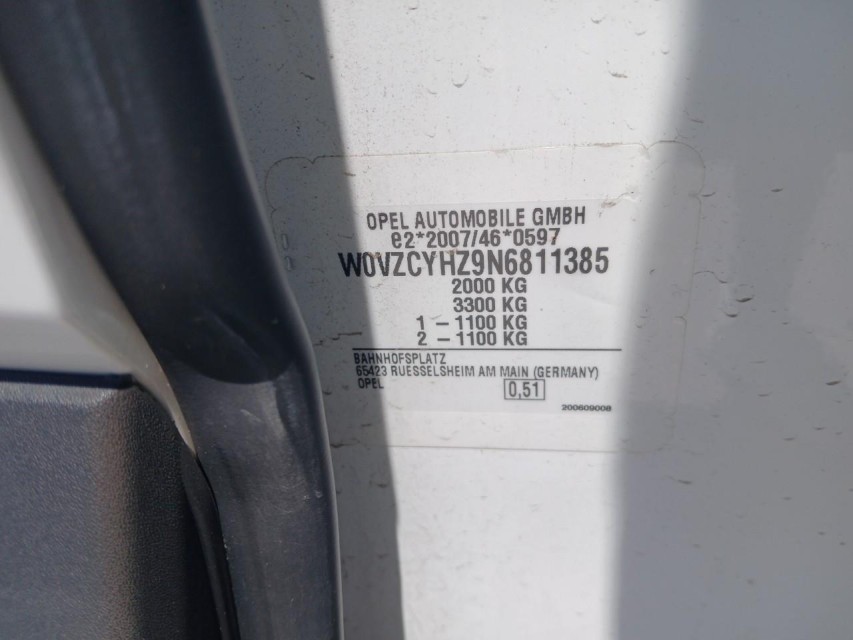 OPEL AUTOMOBILE GMBH
e2*2007/46*0597
W0VZCYHZ9N6811385
2000 KG
3300 KG
1 – 1100 KG
2 – 1100 KG
BAHNHOFSPLATZ
65423 RUESSELSHEIM AM MAIN (GERMANY)
OPEL 0,51
200609008